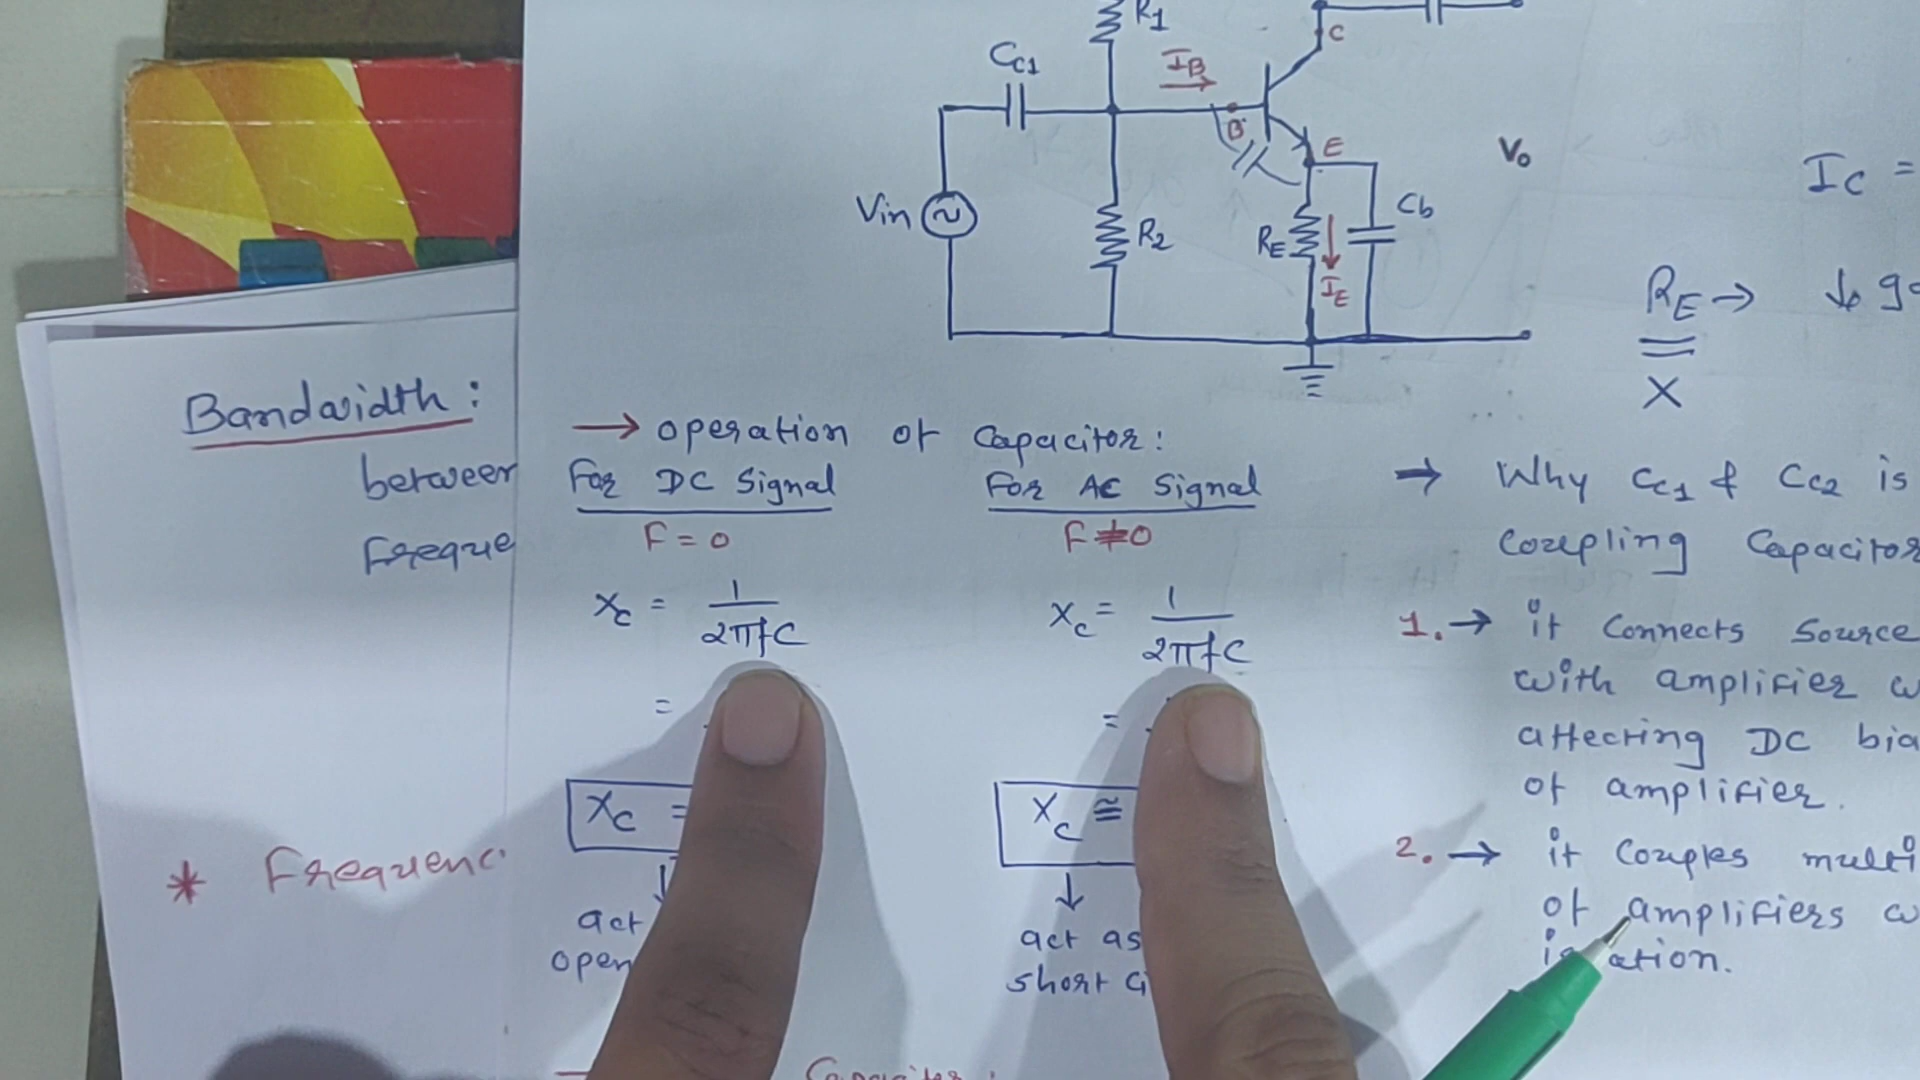 R1
Cc1
IB
C
B
E
Vo
IC =
Vin
R2
RE
IE
Cb
RE →
X
Bandwidth :
between
Freque
→ operation of capacitor :
For DC Signal
F = 0
Xc = 1
2πfC
=
Xc =
act
open
For AC Signal
F ≠ 0
Xc = 1
2πfC
=
Xc ≅
act as
short
→ Why Cc1 & Cc2 is
coupling Capacitor
1. → it connects source
with amplifier
affecting DC bia
of amplifier.
2. → it couples multi
of amplifiers
* Frequenc